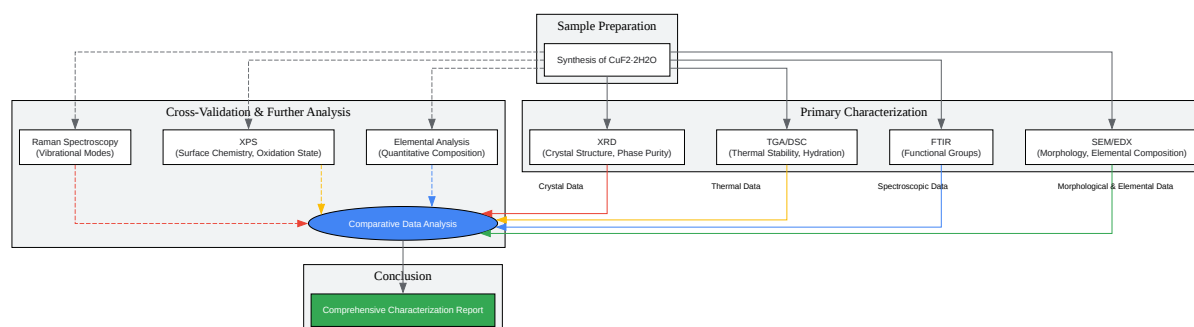 Sample Preparation
Synthesis of CuF2·2H2O
Cross-Validation & Further Analysis
Primary Characterization
Raman Spectroscopy
(Vibrational Modes)
XPS
(Surface Chemistry, Oxidation State)
Elemental Analysis
(Quantitative Composition)
XRD
(Crystal Structure, Phase Purity)
TGA/DSC
(Thermal Stability, Hydration)
FTIR
(Functional Groups)
SEM/EDX
(Morphology, Elemental Composition)
Crystal Data
Thermal Data
Spectroscopic Data
Morphological & Elemental Data
Comparative Data Analysis
Conclusion
Comprehensive Characterization Report